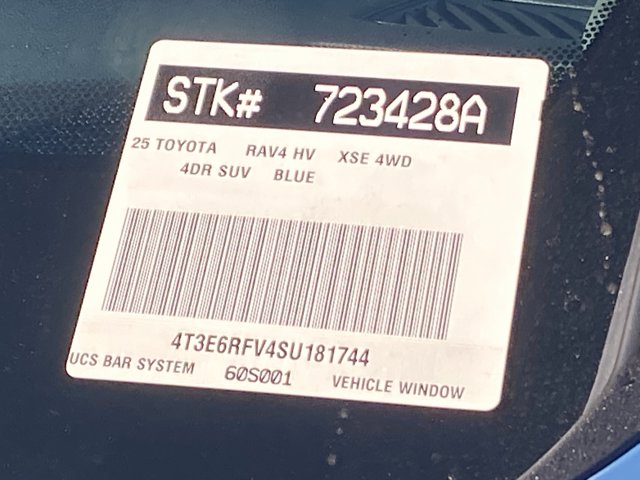 STK# 723428A
25 TOYOTA RAV4 HV XSE 4WD
4DR SUV BLUE
4T3E6RFV4SU181744
UCS BAR SYSTEM 60S001 VEHICLE WINDOW